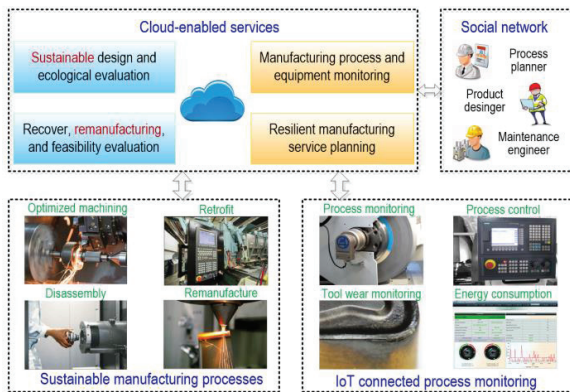 Cloud-enabled services
Sustainable design and
ecological evaluation
Manufacturing process and
equipment monitoring
Recover, remanufacturing,
and feasibility evaluation
Resilient manufacturing
service planning
Social network
Process
planner
Product
desinger
Maintenance
engineer
Optimized machining
Retrofit
Disassembly
Remanufacture
Sustainable manufacturing processes
Process monitoring
Process control
Tool wear monitoring
Energy consumption
IoT connected process monitoring